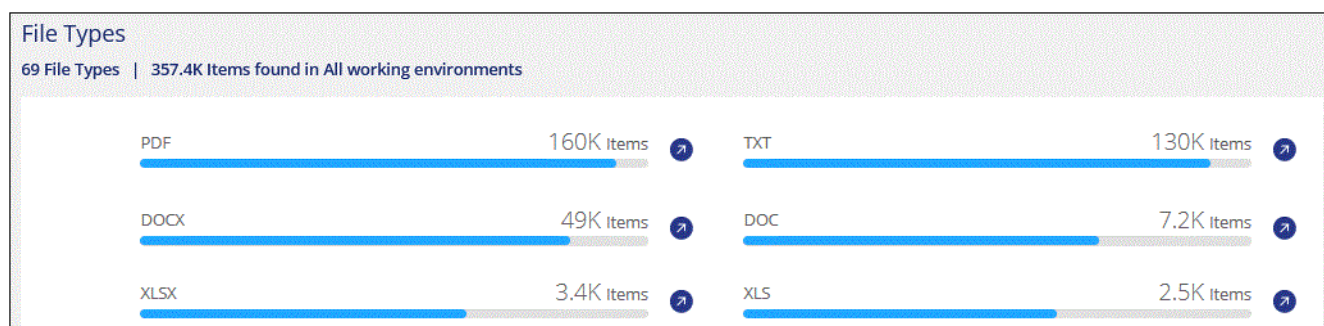 File Types
69 File Types | 357.4K Items found in All working environments
PDF 160K Items
TXT 130K Items
DOCX 49K Items
DOC 7.2K Items
XLSX 3.4K Items
XLS 2.5K Items